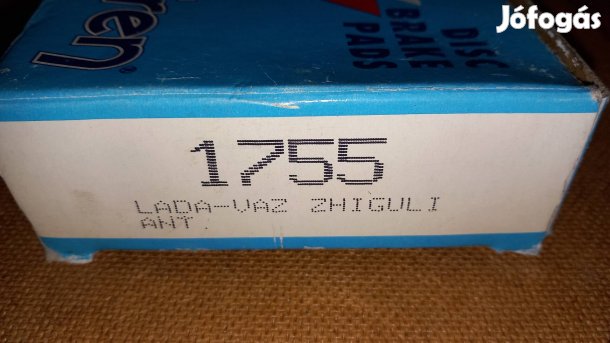 Jófogás
DISC
BRAKE
PADS
1755
LADA-VAZ ZHIGULI
ANT.